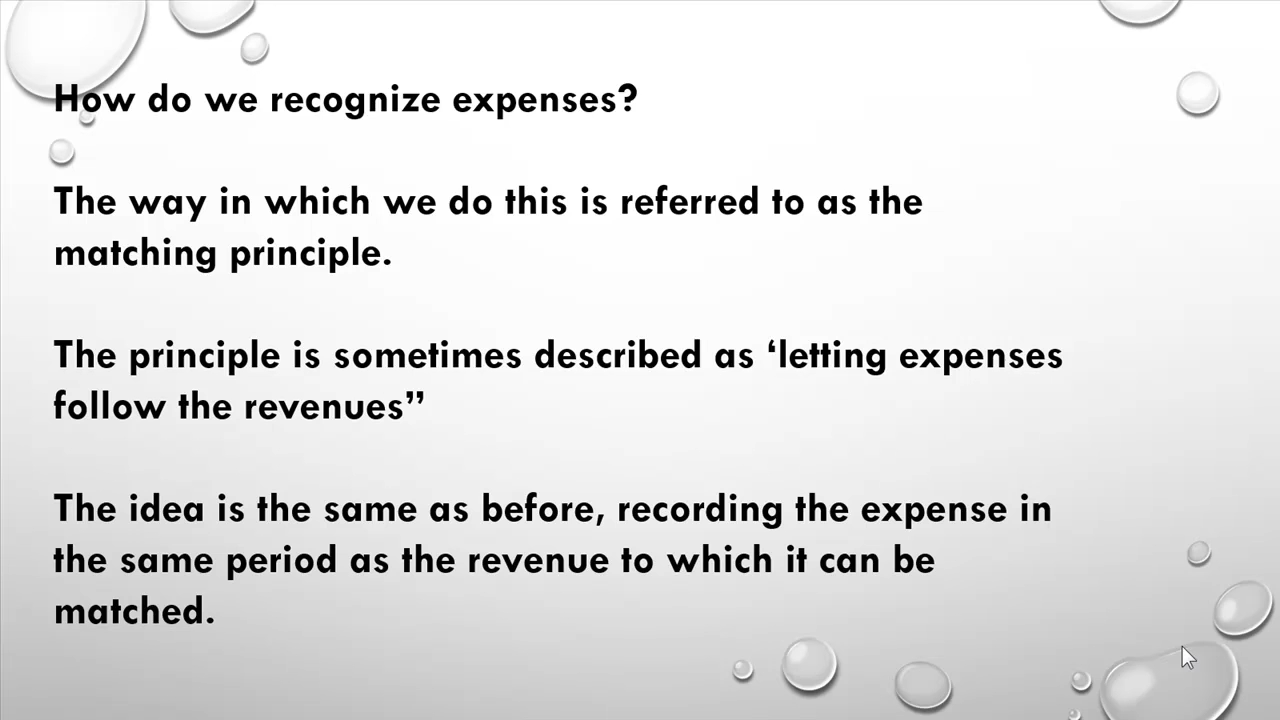 How do we recognize expenses?
The way in which we do this is referred to as the
matching principle.
The principle is sometimes described as ‘letting expenses
follow the revenues”
The idea is the same as before, recording the expense in
the same period as the revenue to which it can be
matched.